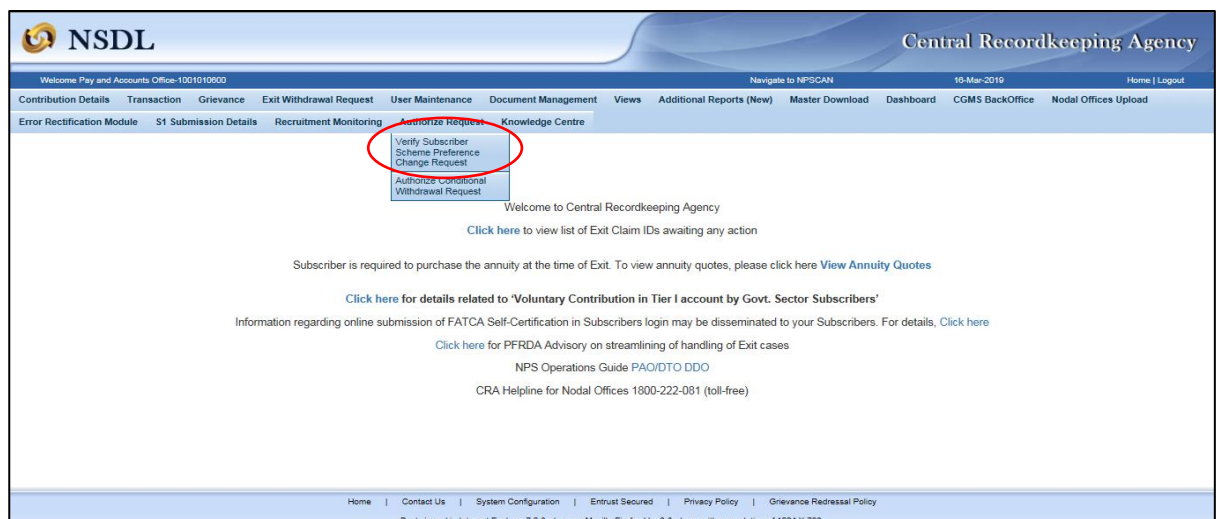 NSDL
Central Recordkeeping Agency
Welcome Pay and Accounts Office-1001010600 Navigate to NPSCAN 16-Mar-2019 Home | Logout
Contribution Details Transaction Grievance Exit Withdrawal Request User Maintenance Document Management Views Additional Reports (New) Master Download Dashboard CGMS BackOffice Nodal Offices Upload
Error Rectification Module S1 Submission Details Recruitment Monitoring Authorize Request Knowledge Centre
Verify Subscriber
Scheme Preference
Change Request
Authorize Conditional
Withdrawal Request
Welcome to Central Recordkeeping Agency
Click here to view list of Exit Claim IDs awaiting any action
Subscriber is required to purchase the annuity at the time of Exit. To view annuity quotes, please click here View Annuity Quotes
Click here for details related to ‘Voluntary Contribution in Tier I account by Govt. Sector Subscribers’
Information regarding online submission of FATCA Self-Certification in Subscribers login may be disseminated to your Subscribers. For details, Click here
Click here for PFRDA Advisory on streamlining of handling of Exit cases
NPS Operations Guide PAO/DTO DDO
CRA Helpline for Nodal Offices 1800-222-081 (toll-free)
Home | Contact Us | System Configuration | Entrust Secured | Privacy Policy | Grievance Redressal Policy